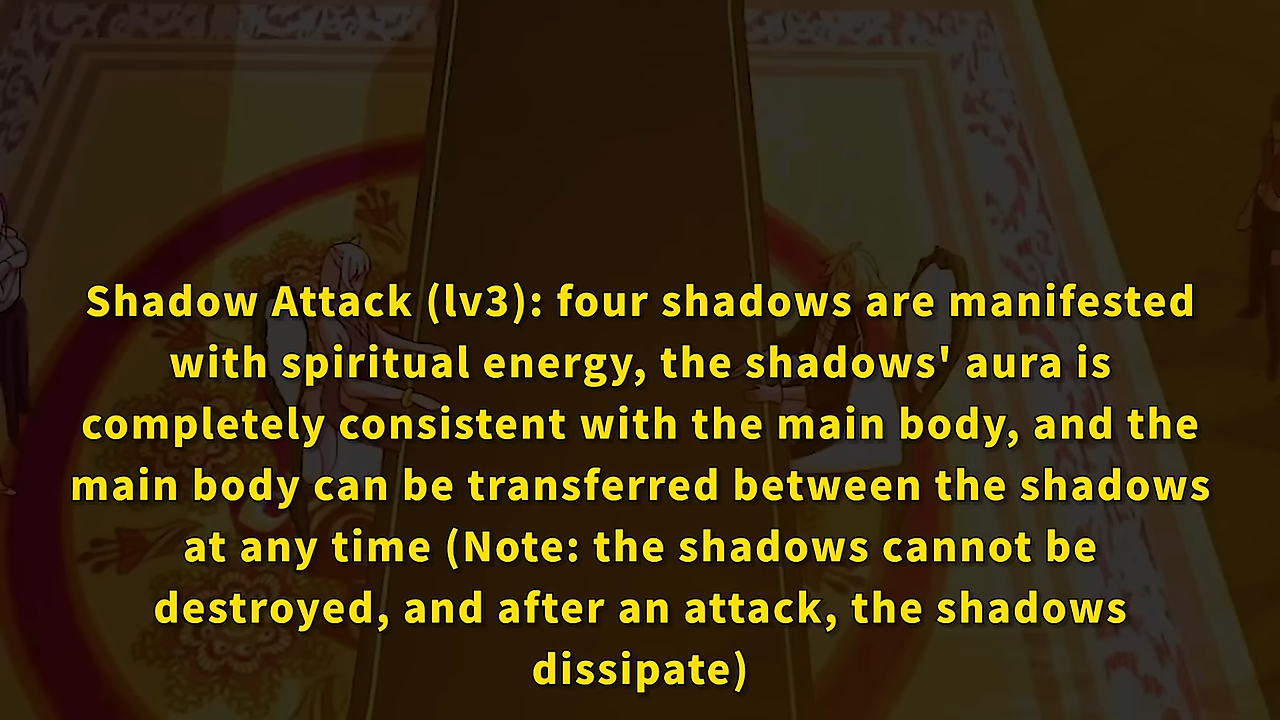 Shadow Attack (lv3): four shadows are manifested
with spiritual energy, the shadows' aura is
completely consistent with the main body, and the
main body can be transferred between the shadows
at any time (Note: the shadows cannot be
destroyed, and after an attack, the shadows
dissipate)